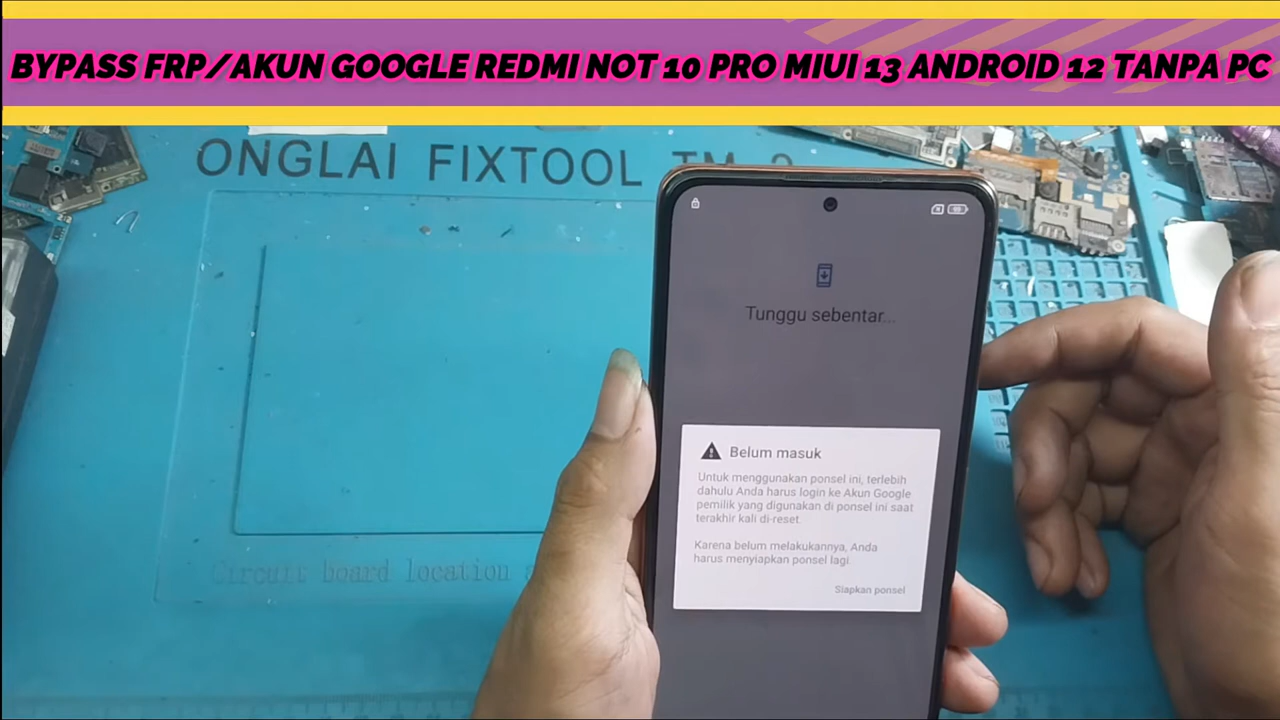 BYPASS FRP/AKUN GOOGLE REDMI NOT 10 PRO MIUI 13 ANDROID 12 TANPA PC
ONGLAI FIXTOOL
Tunggu sebentar...
Belum masuk
Untuk menggunakan ponsel ini, terlebih
dahulu Anda harus login ke Akun Google
pemilik yang digunakan di ponsel ini saat
terakhir kali di-reset.
Karena belum melakukannya, Anda
harus menyiapkan ponsel lagi.
Siapkan ponsel
Circuit board location